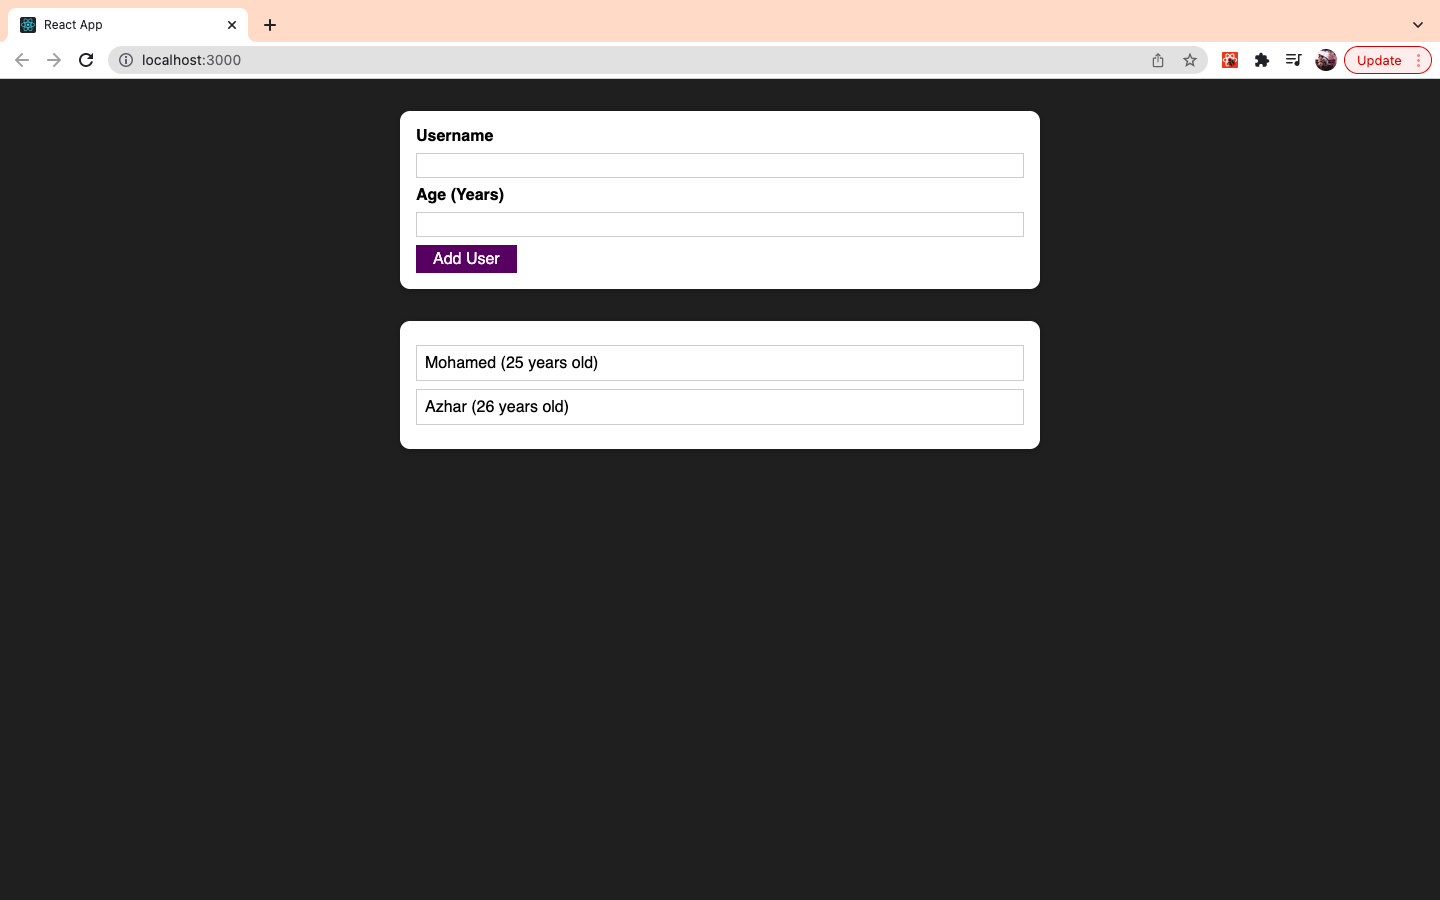 React App
localhost:3000
Update
Username
Age (Years)
Add User
Mohamed (25 years old)
Azhar (26 years old)